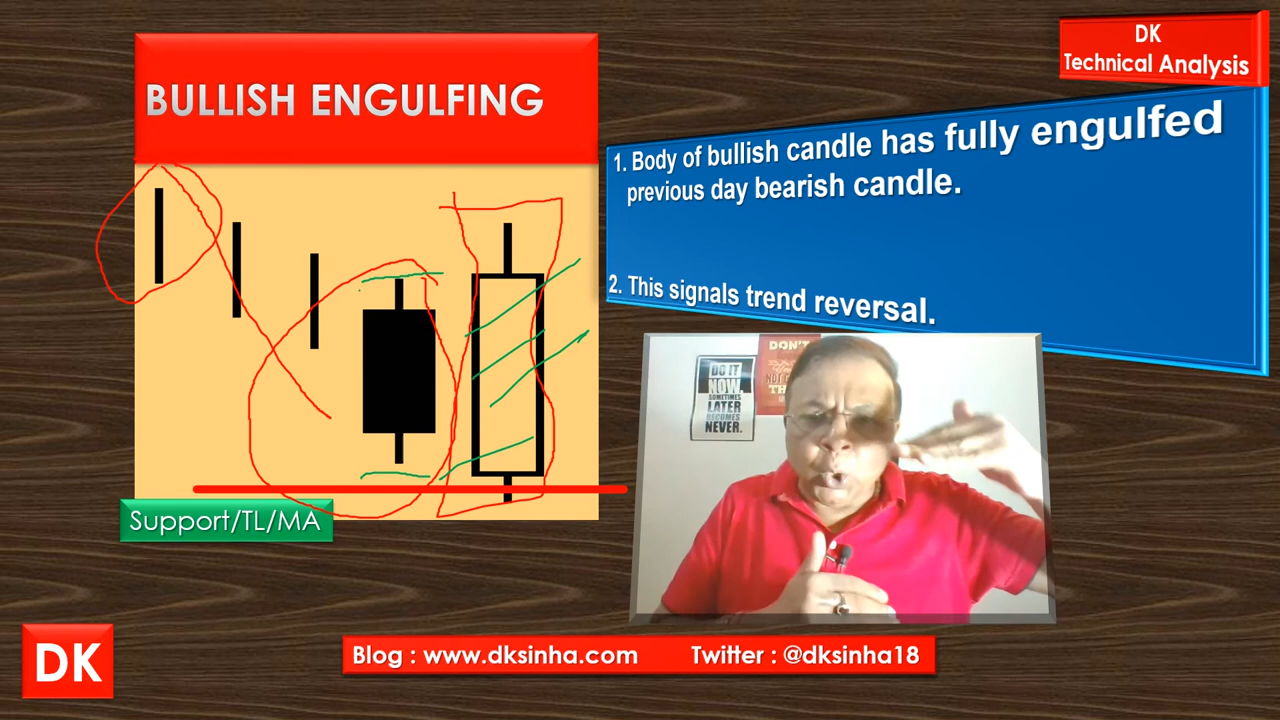 DK
Technical Analysis
BULLISH ENGULFING
1. Body of bullish candle has fully engulfed
previous day bearish candle.
2. This signals trend reversal.
Support/TL/MA
DON'T
DO IT
NOW.
SOMETIMES
LATER
BECOMES
NEVER.
DK
Blog : www.dksinha.com Twitter : @dksinha18